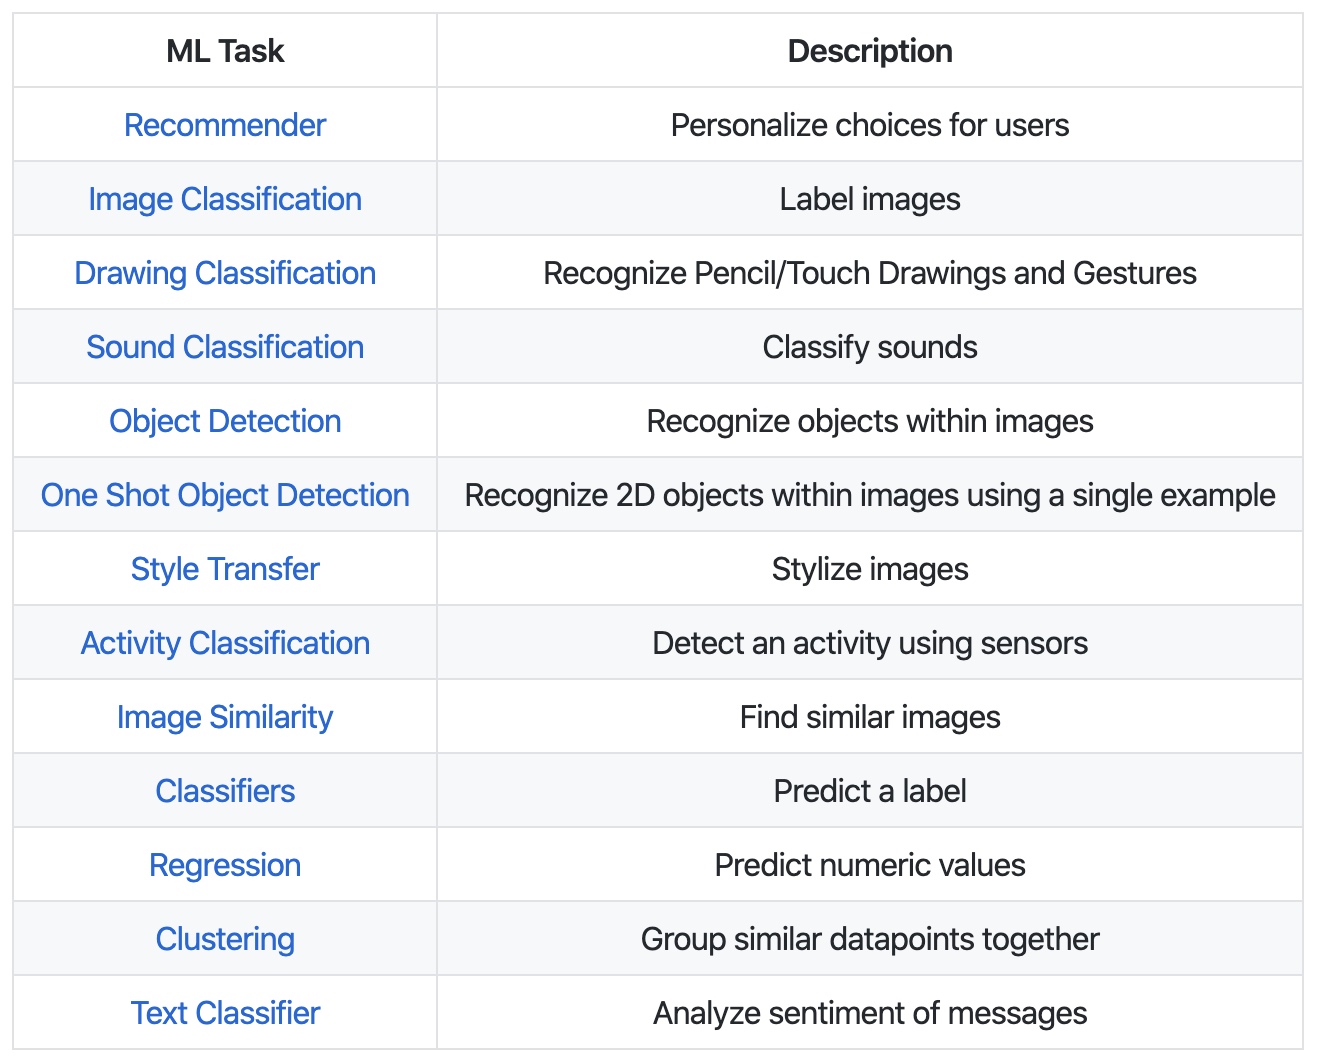 ML Task Description
Recommender Personalize choices for users
Image Classification Label images
Drawing Classification Recognize Pencil/Touch Drawings and Gestures
Sound Classification Classify sounds
Object Detection Recognize objects within images
One Shot Object Detection Recognize 2D objects within images using a single example
Style Transfer Stylize images
Activity Classification Detect an activity using sensors
Image Similarity Find similar images
Classifiers Predict a label
Regression Predict numeric values
Clustering Group similar datapoints together
Text Classifier Analyze sentiment of messages